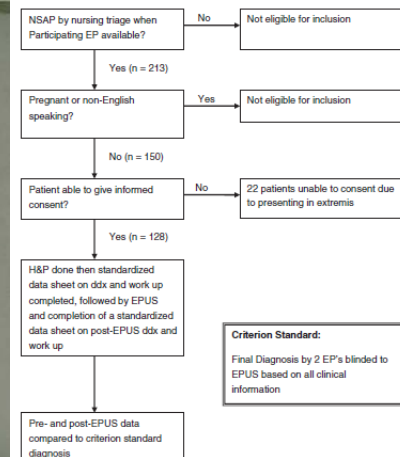 NSAP by nursing triage when
Participating EP available?
No
Not eligible for inclusion
Yes (n = 213)
Pregnant or non-English
speaking?
Yes
Not eligible for inclusion
No (n = 150)
Patient able to give informed
consent?
No
22 patients unable to consent due
to presenting in extremis
Yes (n = 128)
H&P done then standardized
data sheet on ddx and work up
completed, followed by EPUS
and completion of a standardized
data sheet on post-EPUS ddx and
work up
Criterion Standard:
Final Diagnosis by 2 EP's blinded to
EPUS based on all clinical
information
Pre- and post-EPUS data
compared to criterion standard
diagnosis